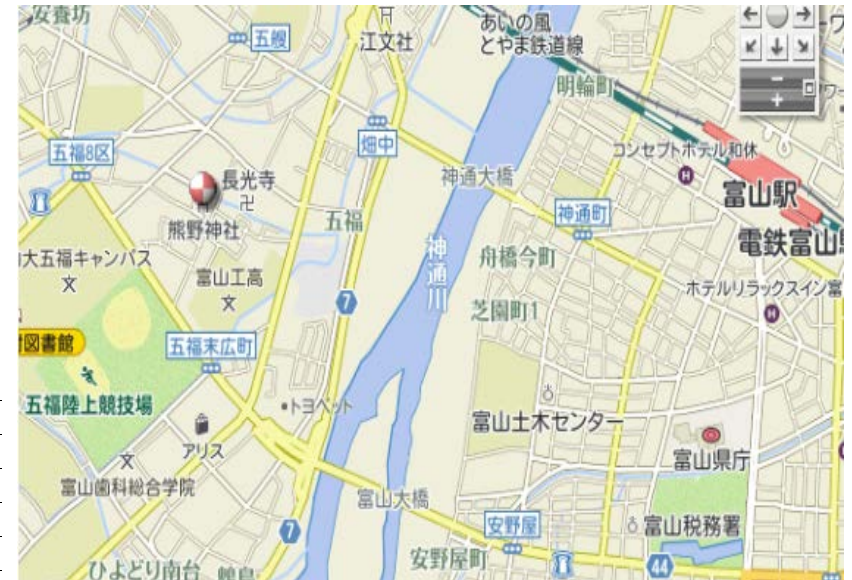 安養坊
五艘
江文社
あいの風
とやま鉄道線
明輪町
五福8区
畑中
コンセプトホテル和休
長光寺
神通大橋
富山駅
熊野神社
五福
神通町
電鉄富山駅
神通川
舟橋今町
大五福キャンパス
富山工高
7
芝園町1
ホテルリラックスイン富
図書館
五福末広町
五福陸上競技場
トヨペット
アリス
富山土木センター
富山県庁
富山歯科総合学院
富山大橋
安野屋
富山税務署
7
安野屋町
44
ひよどり南台
鵯島